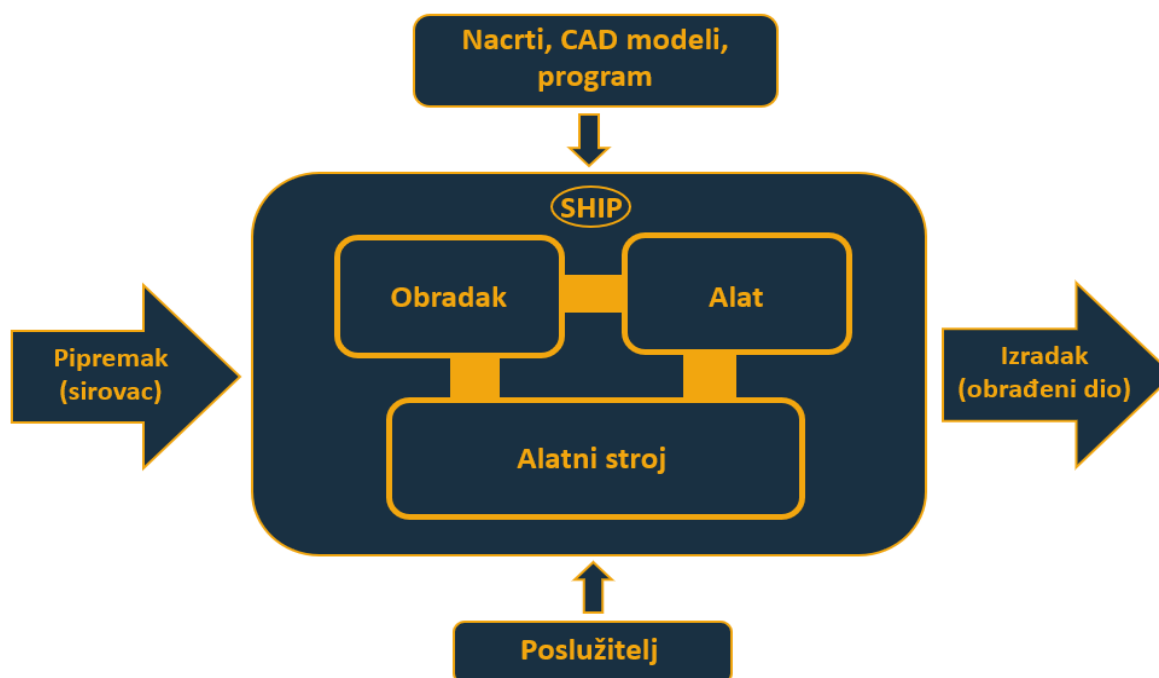 Nacrti, CAD modeli,
program
SHIP
Obradak
Alat
Pipremak
(sirovac)
Izradak
(obrađeni dio)
Alatni stroj
Poslužitelj